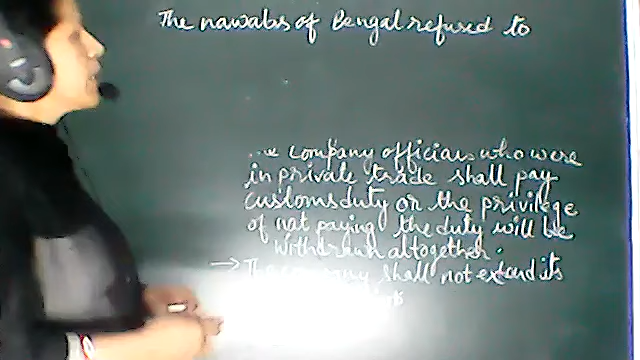 The nawabs of Bengal refused to
company officials who were
in private trade shall pay
customs duty or the privilege
of not paying the duty will be
withdrawn altogether.
→ The company shall not extend its